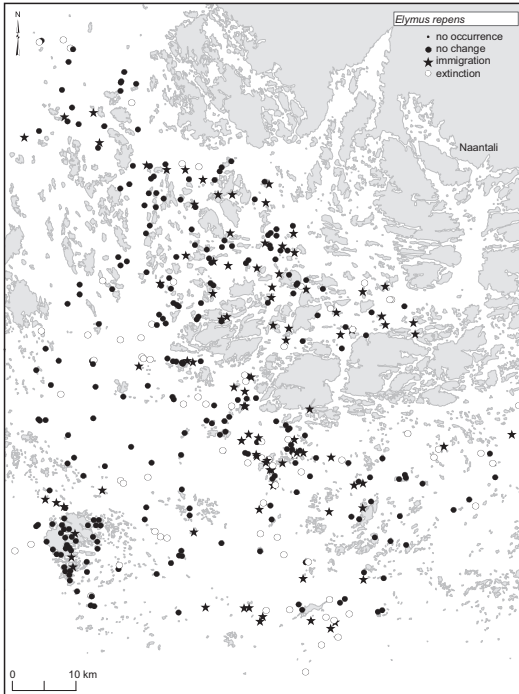 N
Elymus repens
no occurrence
no change
immigration
extinction
Naantali
0 10 km